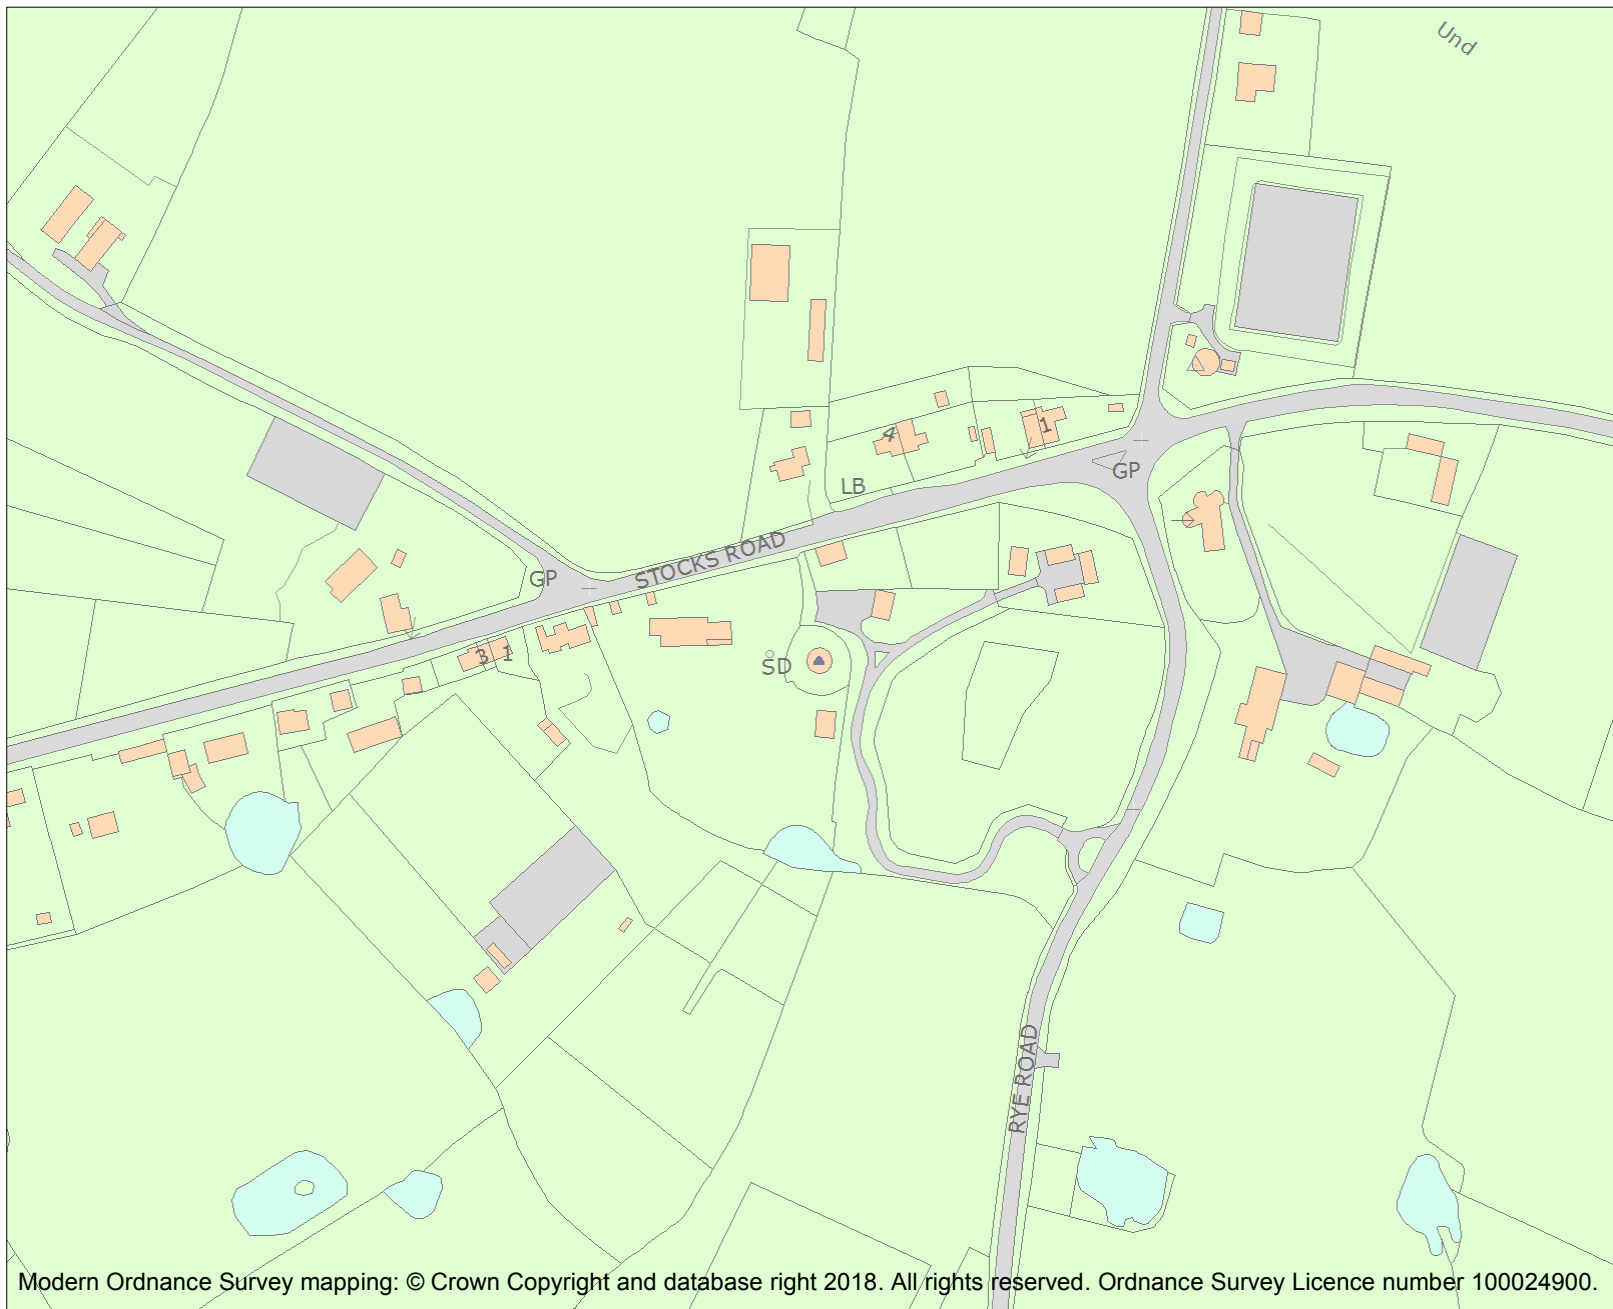 Und
4
1
LB
GP
STOCKS ROAD
GP
3
1
SD
RYE ROAD
Modern Ordnance Survey mapping: © Crown Copyright and database right 2018. All rights reserved. Ordnance Survey Licence number 100024900.